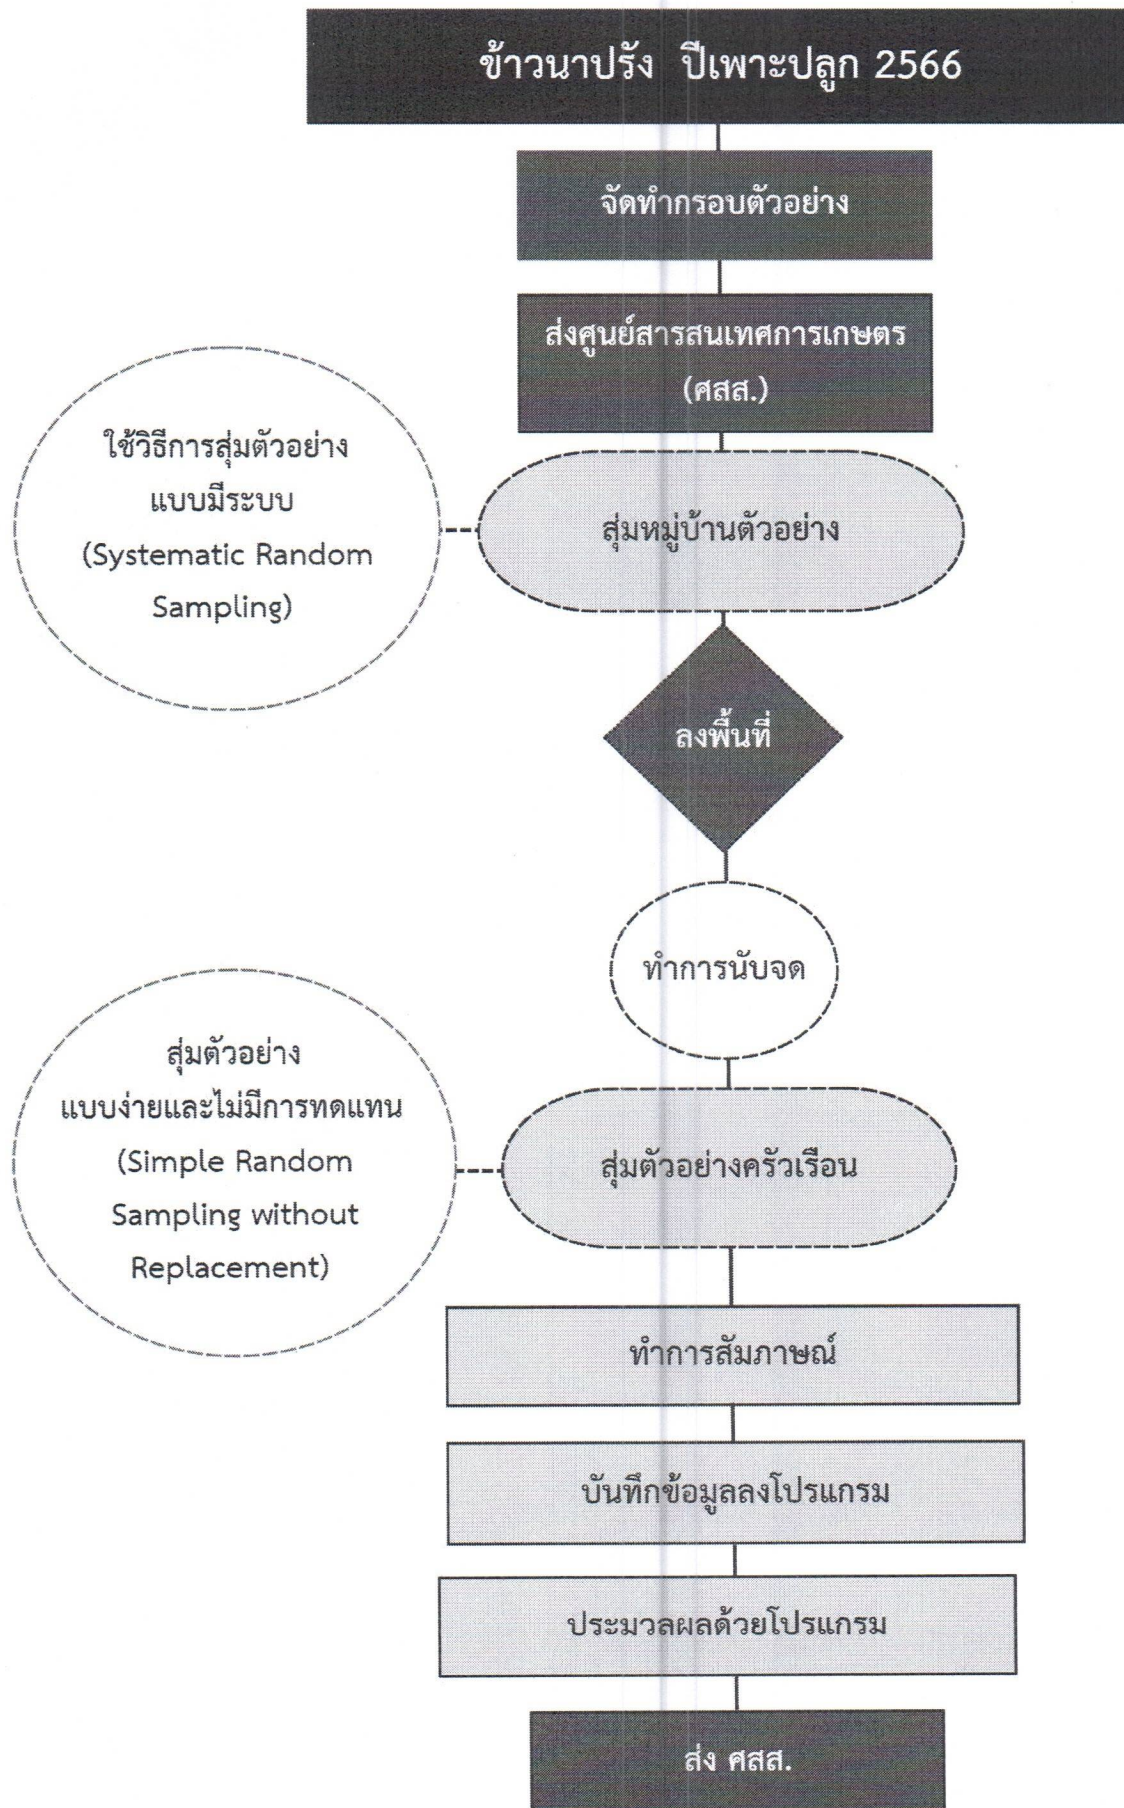 ข้าวนาปรัง ปีเพาะปลูก 2566
จัดทำกรอบตัวอย่าง
ส่งศูนย์สารสนเทศการเกษตร
(ศสส.)
ใช้วิธีการสุ่มตัวอย่าง
แบบมีระบบ
(Systematic Random
Sampling)
สุ่มหมู่บ้านตัวอย่าง
ลงพื้นที่
ทำการนับจด
สุ่มตัวอย่าง
แบบง่ายและไม่มีการทดแทน
(Simple Random
Sampling without
Replacement)
สุ่มตัวอย่างครัวเรือน
ทำการสัมภาษณ์
บันทึกข้อมูลลงโปรแกรม
ประมวลผลด้วยโปรแกรม
ส่ง ศสส.